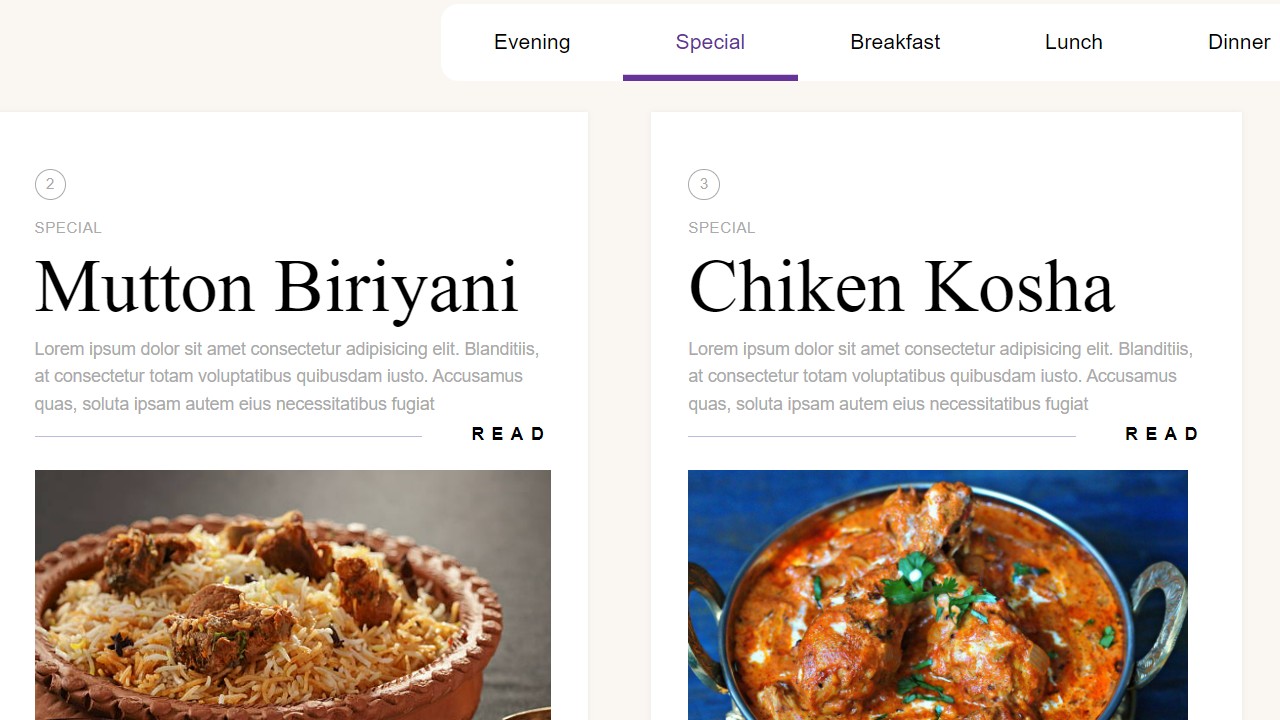 Evening Special Breakfast Lunch Dinner
2
SPECIAL
Mutton Biriyani
Lorem ipsum dolor sit amet consectetur adipisicing elit. Blanditiis,
at consectetur totam voluptatibus quibusdam iusto. Accusamus
quas, soluta ipsam autem eius necessitatibus fugiat
READ
3
SPECIAL
Chiken Kosha
Lorem ipsum dolor sit amet consectetur adipisicing elit. Blanditiis,
at consectetur totam voluptatibus quibusdam iusto. Accusamus
quas, soluta ipsam autem eius necessitatibus fugiat
READ